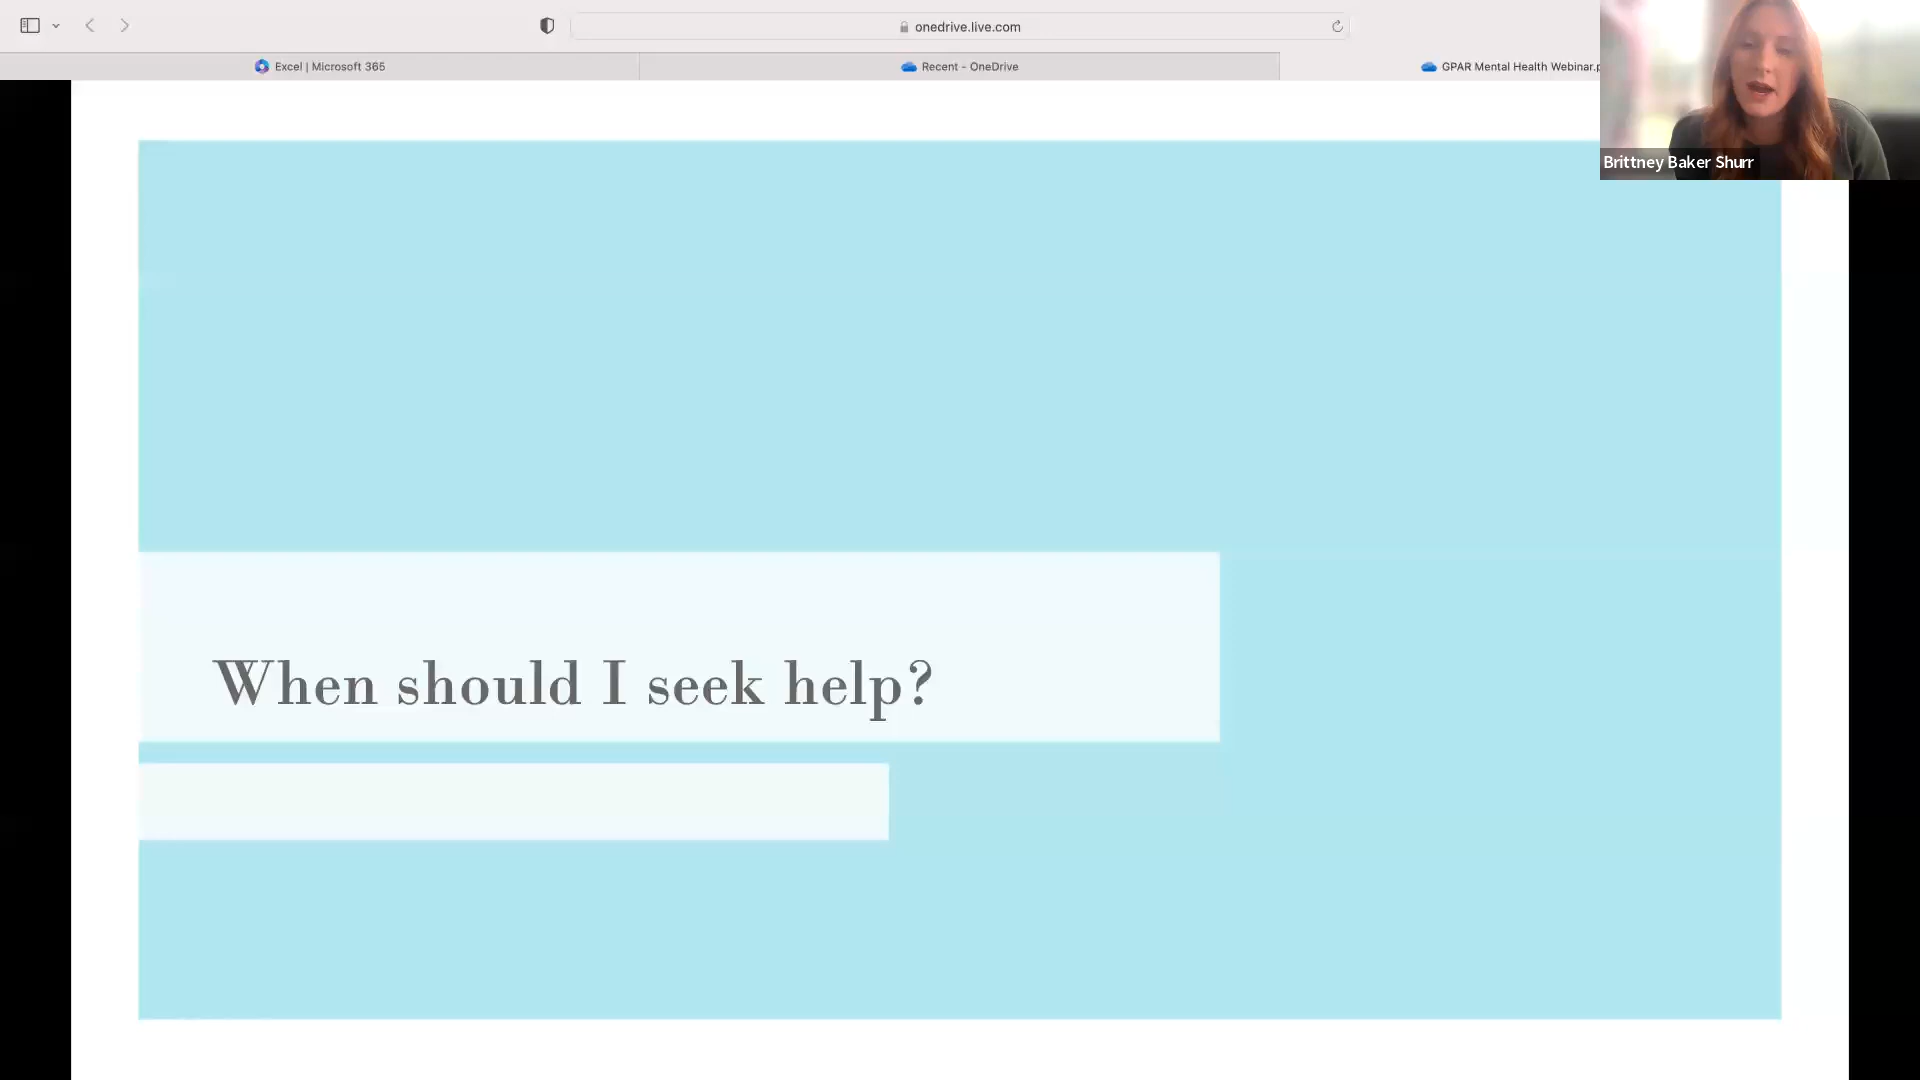 onedrive.live.com
Excel | Microsoft 365
Recent - OneDrive
GPAR Mental Health Webinar.p
Brittney Baker Shurr
When should I seek help?